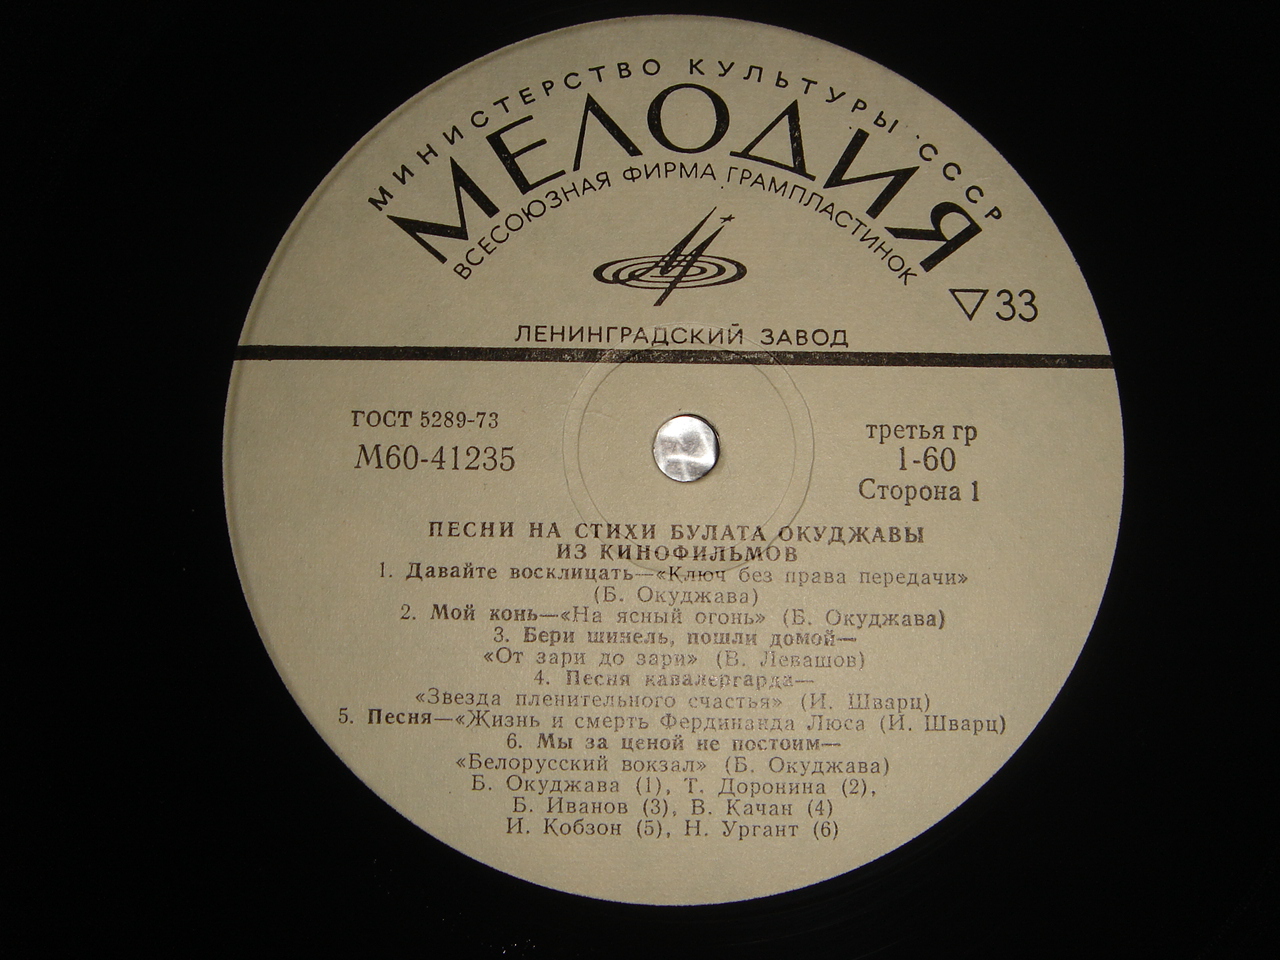 МИНИСТЕРСТВО КУЛЬТУРЫ СССР
МЕЛОДИЯ
ВСЕСОЮЗНАЯ ФИРМА ГРАМПЛАСТИНОК
33
ЛЕНИНГРАДСКИЙ ЗАВОД
ГОСТ 5289-73
М60-41235
третья гр
1-60
Сторона 1
ПЕСНИ НА СТИХИ БУЛАТА ОКУДЖАВЫ
ИЗ КИНОФИЛЬМОВ
1. Давайте восклицать—«Ключ без права передачи»
(Б. Окуджава)
2. Мой конь—«На ясный огонь» (Б. Окуджава)
3. Бери шинель, пошли домой—
«От зари до зари» (В. Левашов)
4. Песня кавалергарда—
«Звезда пленительного счастья» (И. Шварц)
5. Песня—«Жизнь и смерть Фердинанда Люса (И. Шварц)
6. Мы за ценой не постоим—
«Белорусский вокзал» (Б. Окуджава)
Б. Окуджава (1), Т. Доронина (2),
Б. Иванов (3), В. Качан (4)
И. Кобзон (5), Н. Ургант (6)